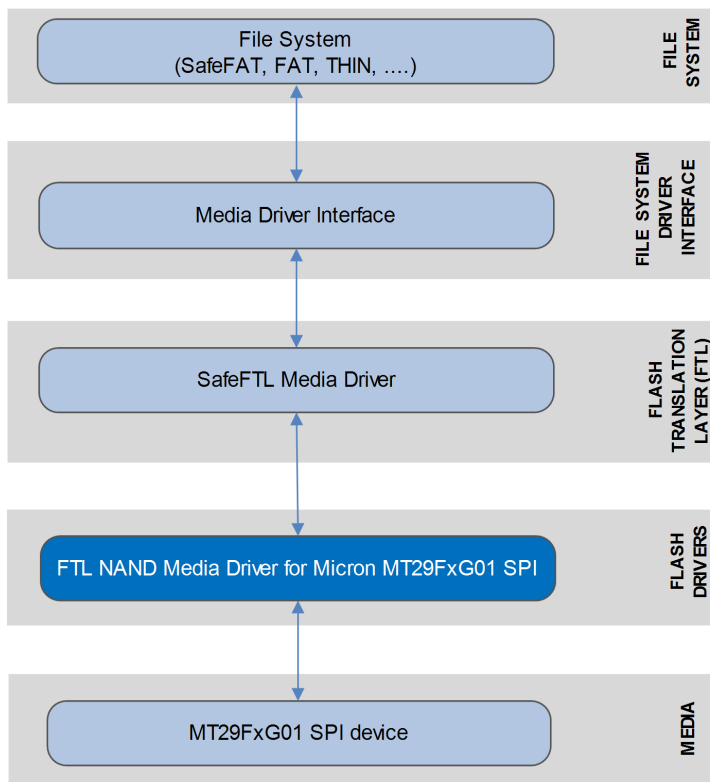 File System
(SafeFAT, FAT, THIN, ....)
FILE
SYSTEM
Media Driver Interface
FILE SYSTEM
DRIVER
INTERFACE
SafeFTL Media Driver
FLASH
TRANSLATION
LAYER (FTL)
FTL NAND Media Driver for Micron MT29FxG01 SPI
FLASH
DRIVERS
MT29FxG01 SPI device
MEDIA